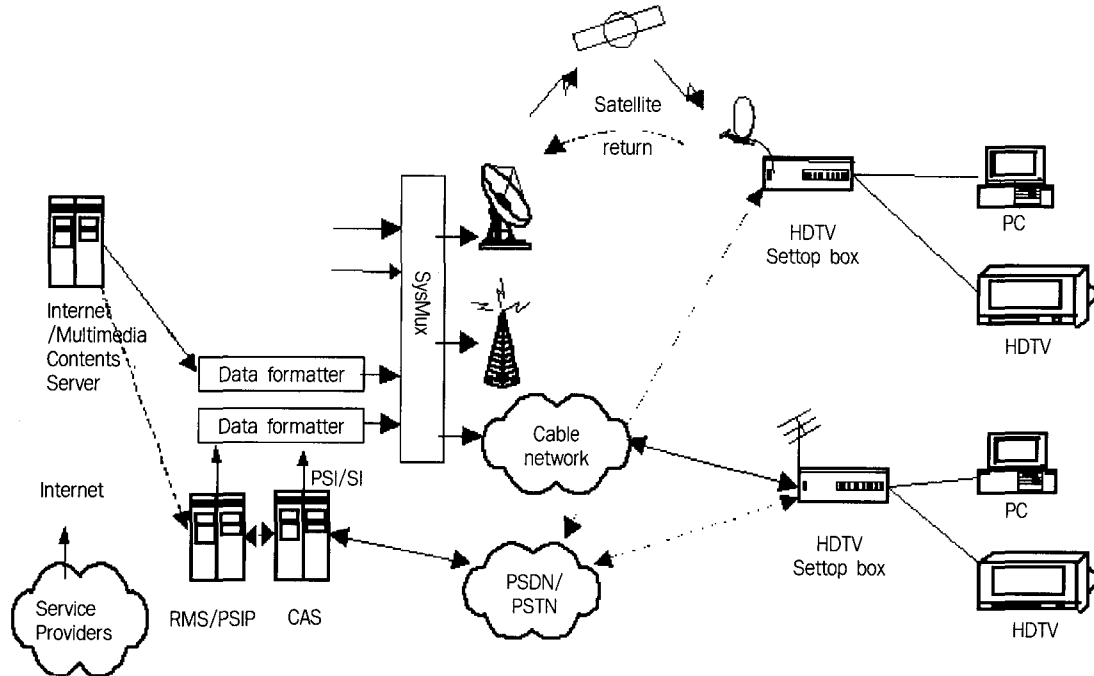 Satellite
return
PC
HDTV
Settop box
HDTV
SysMux
Internet
/Multimedia
Contents
Server
Data formatter
Data formatter
Cable
network
PSI/SI
Internet
PC
HDTV
Settop box
PSDN/
PSTN
Service
Providers
RMS/PSIP
CAS
HDTV